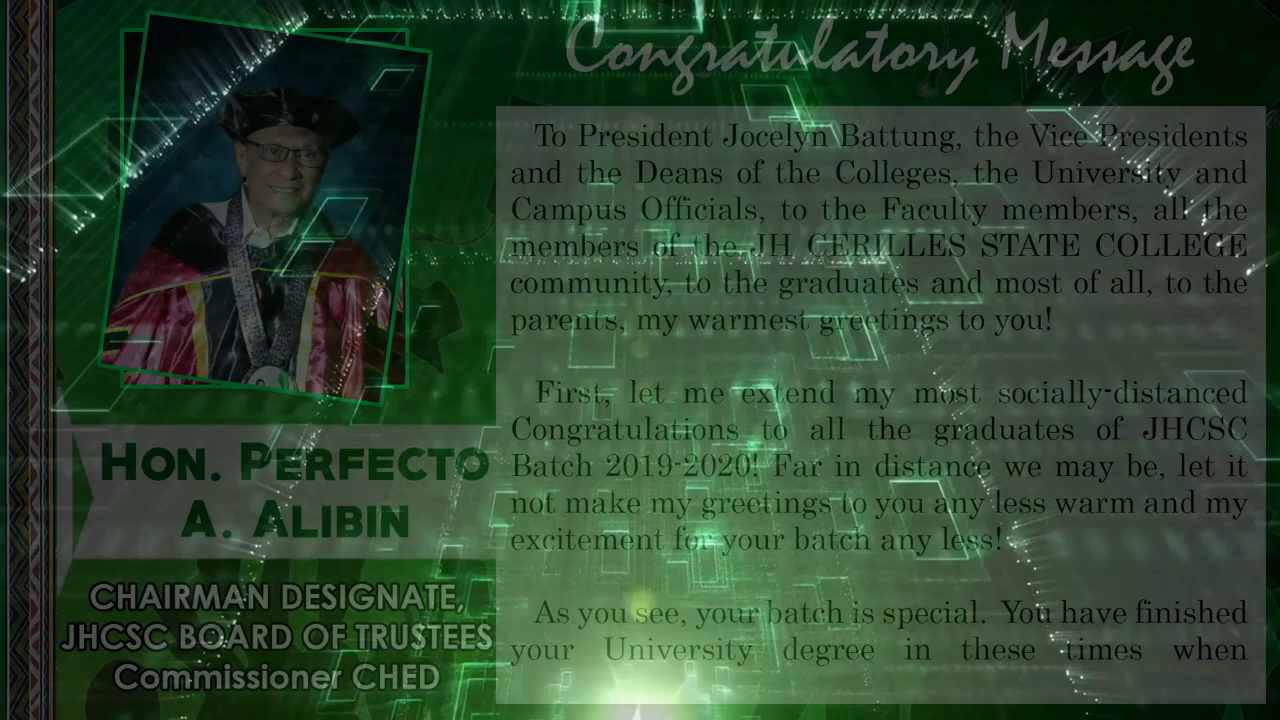 Congratulatory Message
To President Jocelyn Battung, the Vice Presidents
and the Deans of the Colleges, the University and
Campus Officials, to the Faculty members, all the
members of the JH CERILLES STATE COLLEGE
community, to the graduates and most of all, to the
parents, my warmest greetings to you!
First, let me extend my most socially-distanced
Congratulations to all the graduates of JHCSC
Batch 2019-2020! Far in distance we may be, let it
not make my greetings to you any less warm and my
excitement for your batch any less!
As you see, your batch is special. You have finished
your University degree in these times when
HON. PERFECTO
A. ALIBIN
CHAIRMAN DESIGNATE,
JHCSC BOARD OF TRUSTEES
Commissioner CHED